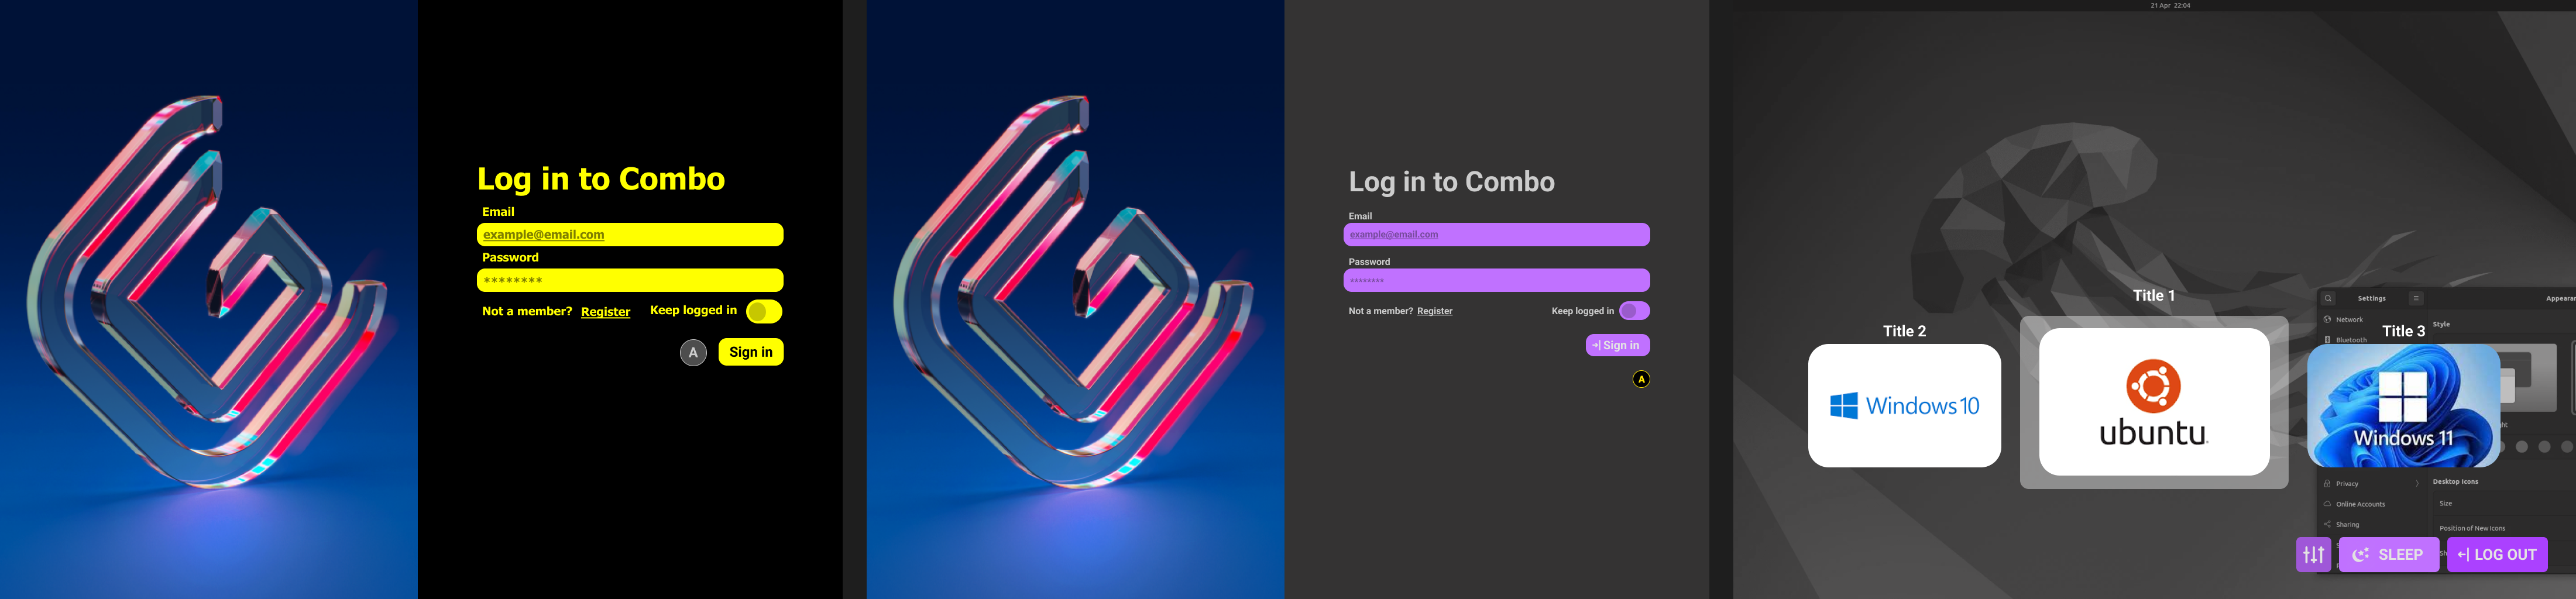 Log in to Combo
Email
example@email.com
Password
********
Not a member? Register
Keep logged in
A
Sign in
Log in to Combo
Email
example@email.com
Password
********
Not a member? Register
Keep logged in
Sign in
A
21 Apr 22:04
Title 1
Title 2
Title 3
Windows 10
ubuntu
Windows 11
Settings
Appearan
Network
Bluetooth
Style
Privacy
Online Accounts
Sharing
Desktop Icons
Size
Position of New Icons
SLEEP
LOG OUT